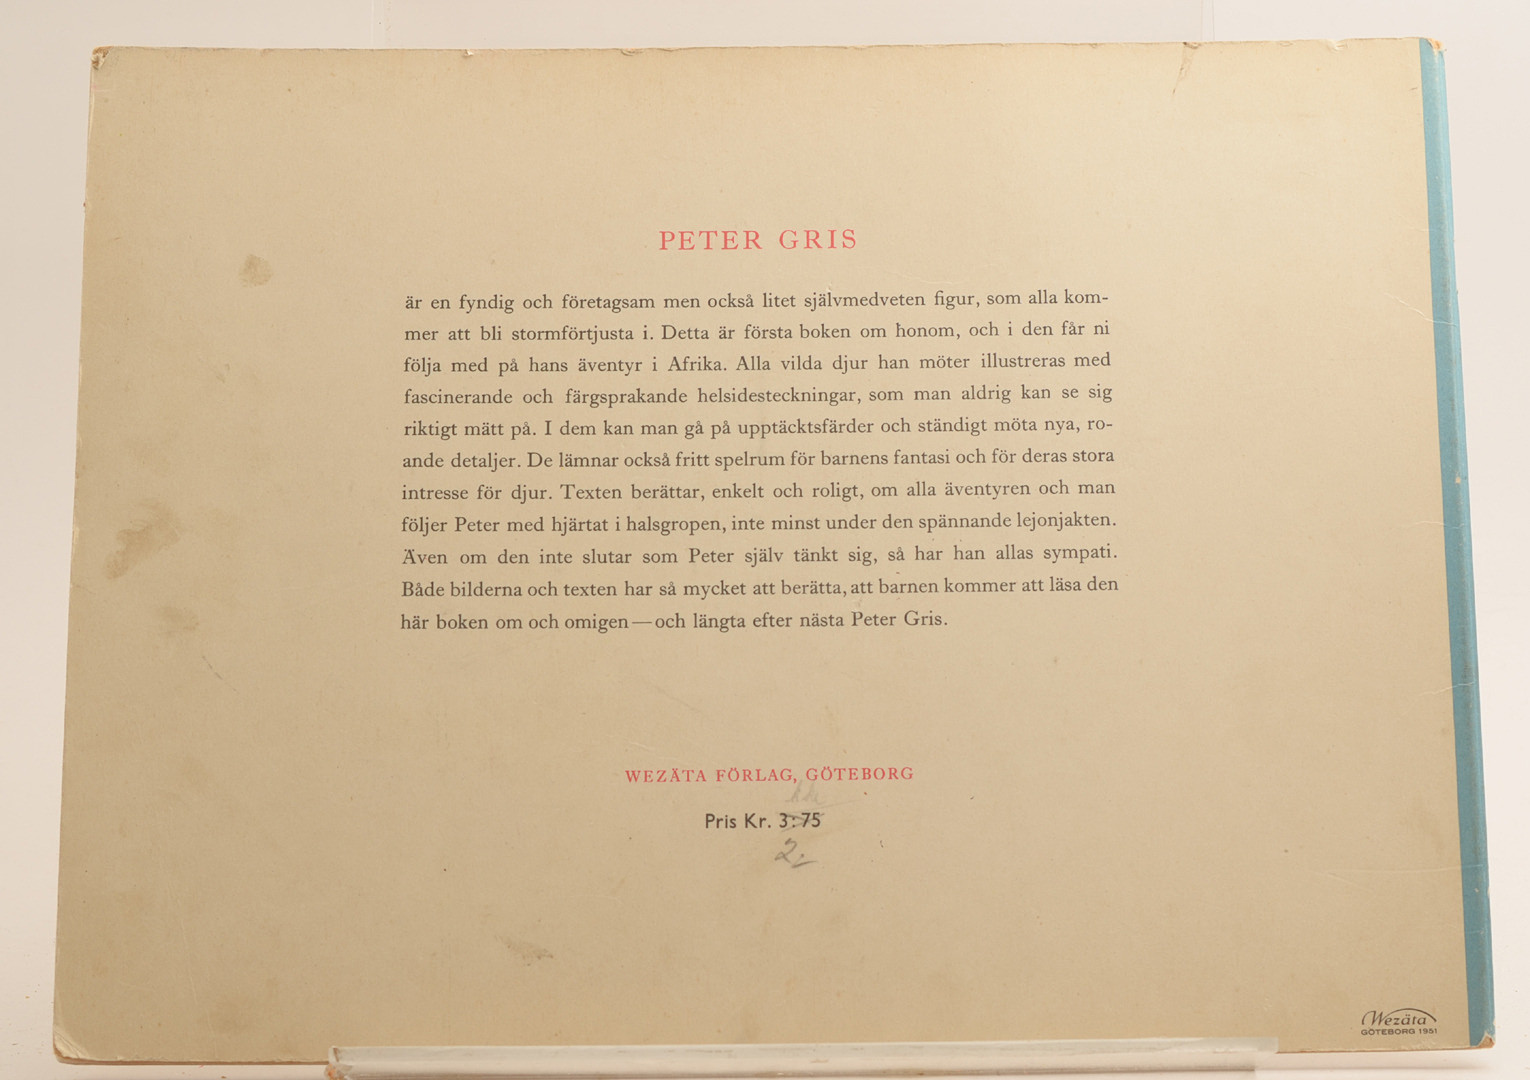 PETER GRIS
är en fyndig och företagsam men också litet självmedveten figur, som alla kom-
mer att bli stormförtjusta i. Detta är första boken om honom, och i den får ni
följa med på hans äventyr i Afrika. Alla vilda djur han möter illustreras med
fascinerande och färgsprakande helsidesteckningar, som man aldrig kan se sig
riktigt mätt på. I dem kan man gå på upptäcktsfärder och ständigt möta nya, ro-
ande detaljer. De lämnar också fritt spelrum för barnens fantasi och för deras stora
intresse för djur. Texten berättar, enkelt och roligt, om alla äventyren och man
följer Peter med hjärtat i halsgropen, inte minst under den spännande lejonjakten.
Även om den inte slutar som Peter själv tänkt sig, så har han allas sympati.
Både bilderna och texten har så mycket att berätta, att barnen kommer att läsa den
här boken om och omigen—och längta efter nästa Peter Gris.
WEZÄTA FÖRLAG, GÖTEBORG
Pris Kr. 3:75
2:-
Wezäta
GÖTEBORG 1951